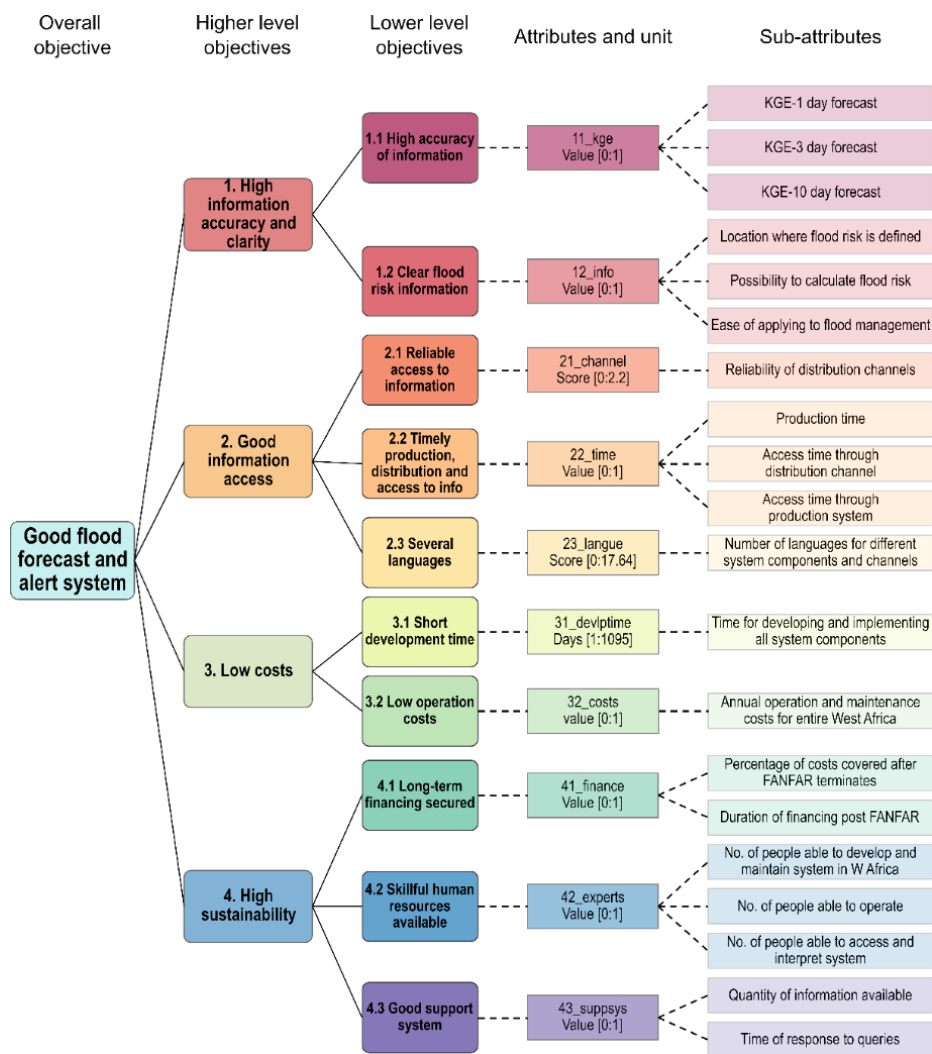 Overall
objective
Higher level
objectives
Lower level
objectives
Attributes and unit
Sub-attributes
Good flood
forecast and
alert system
1. High
information
accuracy and
clarity
2. Good
information
access
3. Low costs
4. High
sustainability
1.1 High accuracy
of information
1.2 Clear flood
risk information
2.1 Reliable
access to
information
2.2 Timely
production,
distribution and
access to info
2.3 Several
languages
3.1 Short
development time
3.2 Low operation
costs
4.1 Long-term
financing secured
4.2 Skillful human
resources
available
4.3 Good support
system
11_kge
Value [0:1]
12_info
Value [0:1]
21_channel
Score [0:2.2]
22_time
Value [0:1]
23_langue
Score [0:17.64]
31_devlptime
Days [1:1095]
32_costs
value [0:1]
41_finance
Value [0:1]
42_experts
Value [0:1]
43_suppsys
Value [0:1]
KGE-1 day forecast
KGE-3 day forecast
KGE-10 day forecast
Location where flood risk is defined
Possibility to calculate flood risk
Ease of applying to flood management
Reliability of distribution channels
Production time
Access time through
distribution channel
Access time through
production system
Number of languages for different
system components and channels
Time for developing and implementing
all system components
Annual operation and maintenance
costs for entire West Africa
Percentage of costs covered after
FANFAR terminates
Duration of financing post FANFAR
No. of people able to develop and
maintain system in W Africa
No. of people able to operate
No. of people able to access and
interpret system
Quantity of information available
Time of response to queries